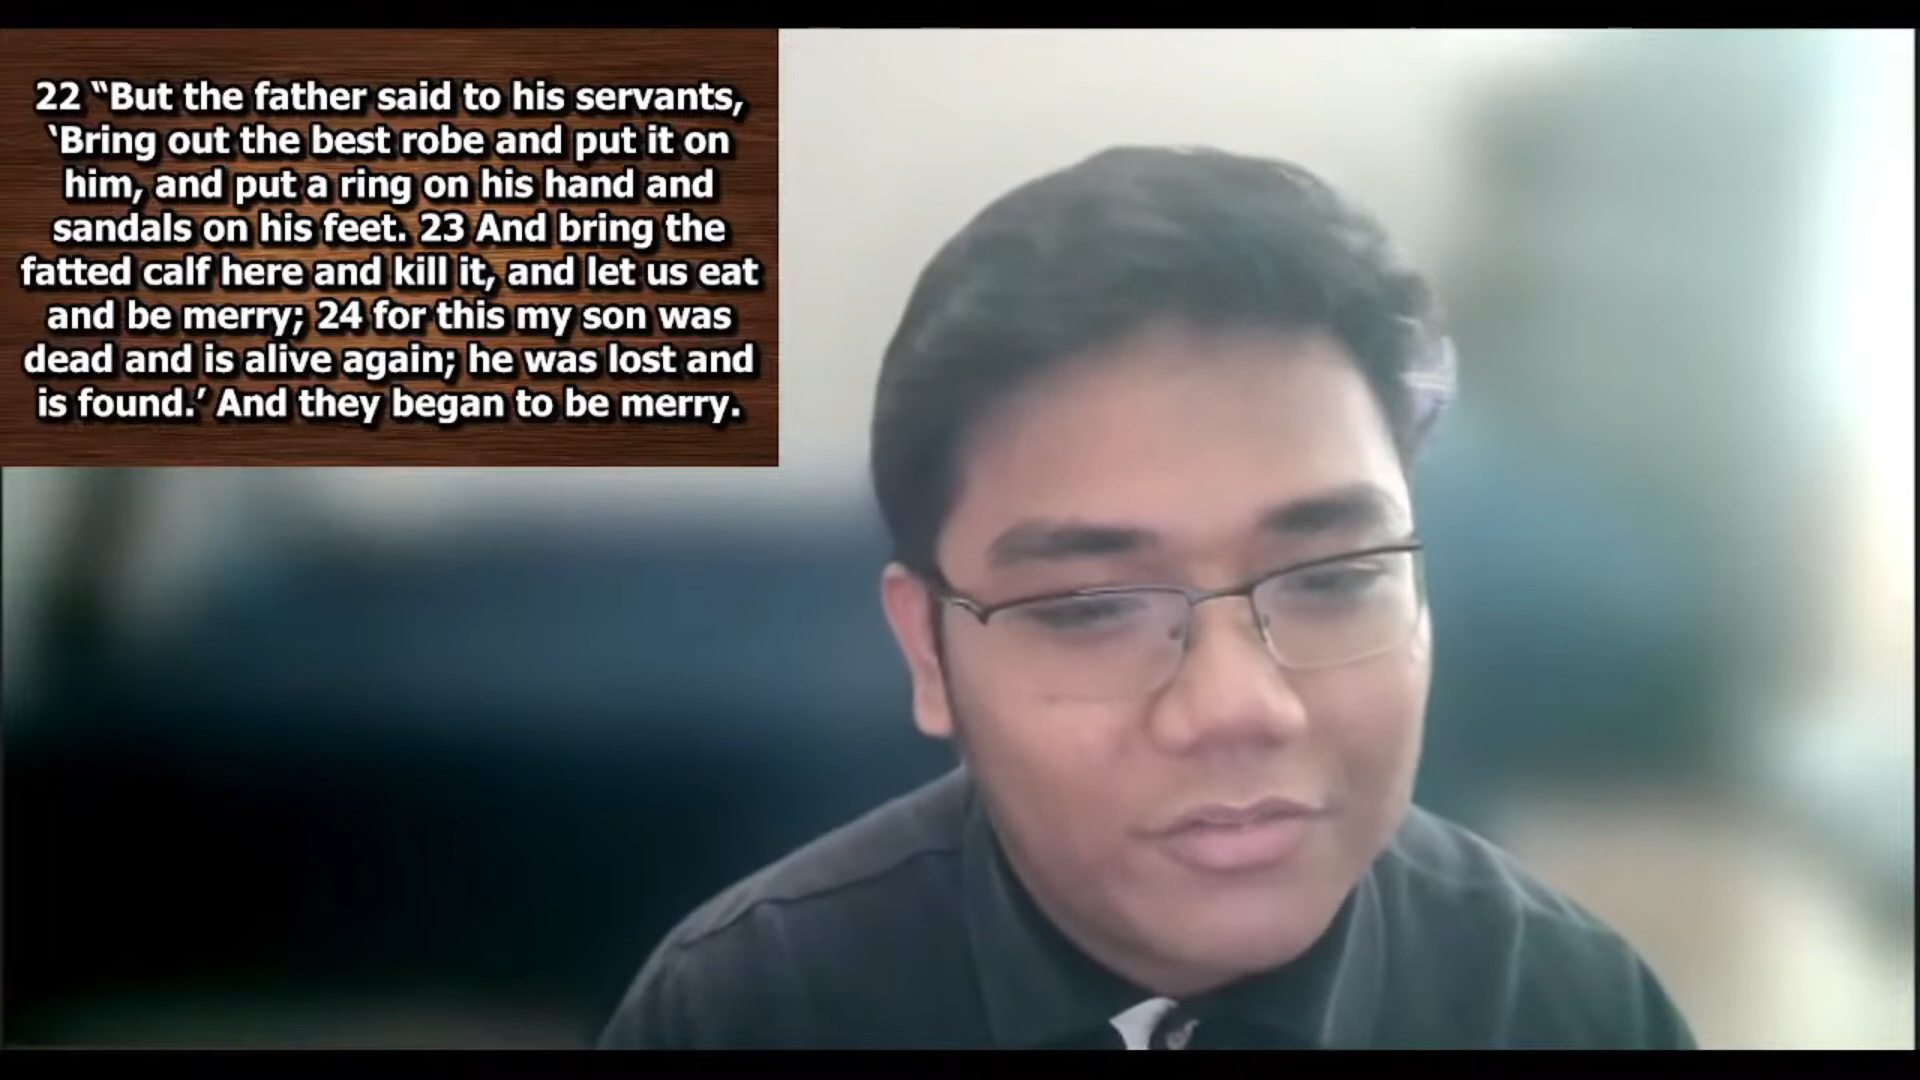 22 “But the father said to his servants,
‘Bring out the best robe and put it on
him, and put a ring on his hand and
sandals on his feet. 23 And bring the
fatted calf here and kill it, and let us eat
and be merry; 24 for this my son was
dead and is alive again; he was lost and
is found.’ And they began to be merry.